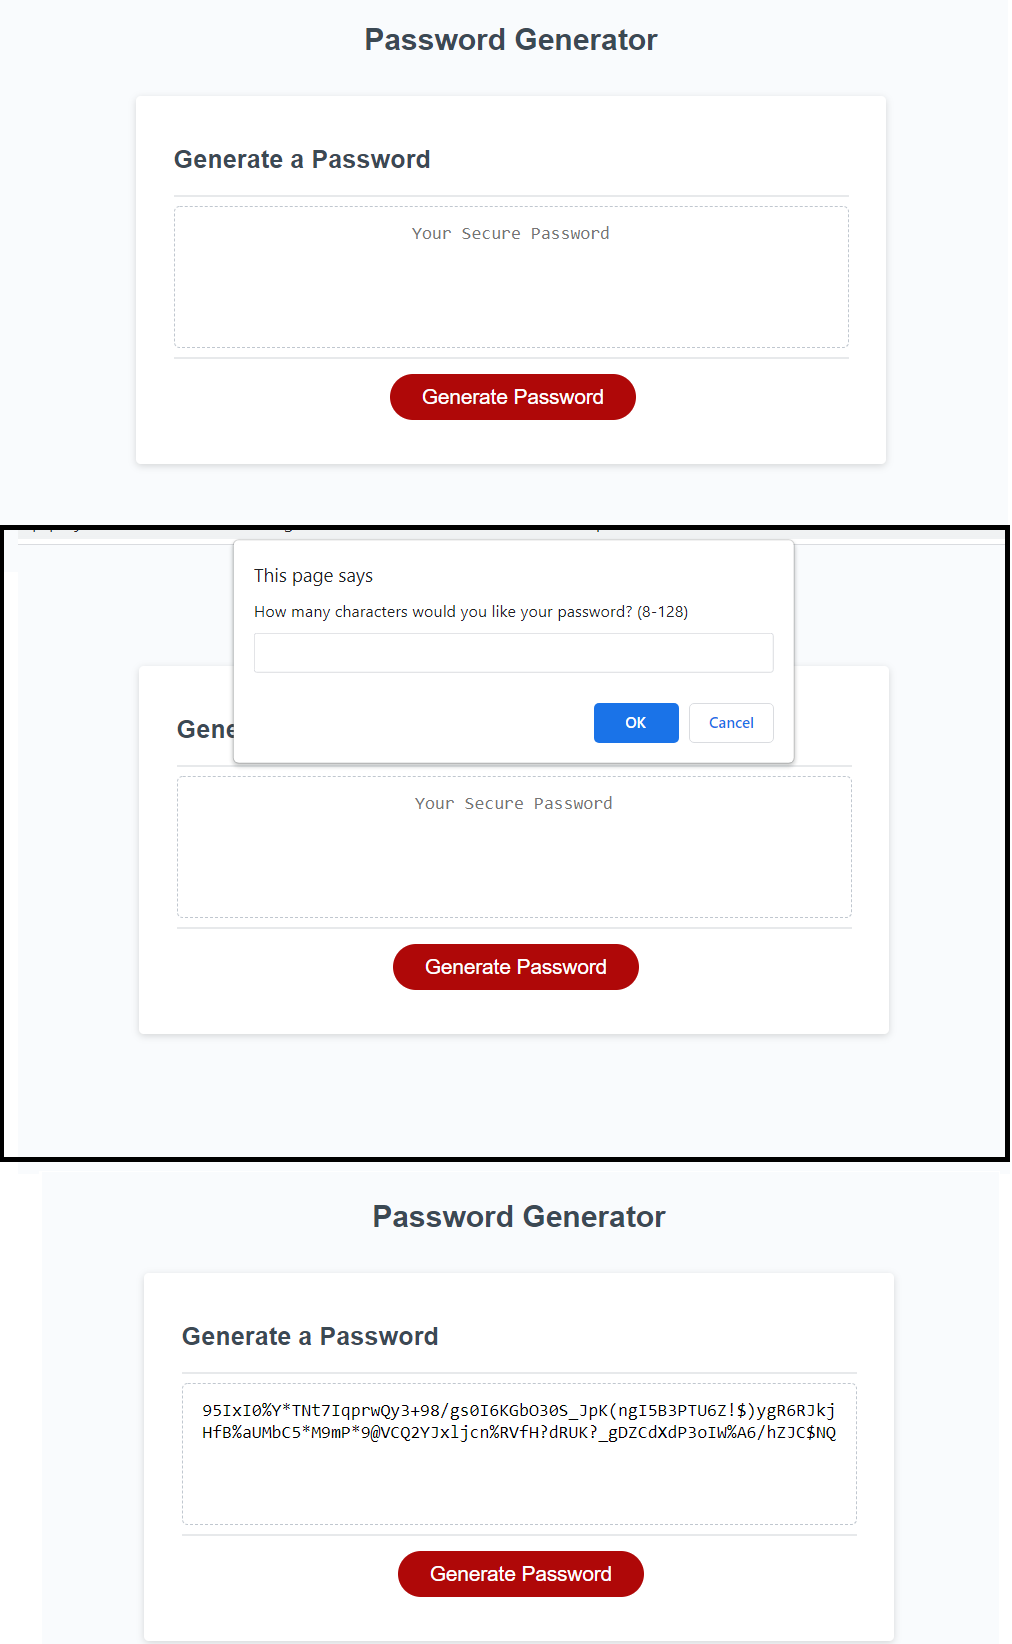 Password Generator
Generate a Password
Your Secure Password
Generate Password
This page says
How many characters would you like your password? (8-128)
OK
Cancel
Gene
Your Secure Password
Generate Password
Password Generator
Generate a Password
95IxI0%Y*TNt7IqprwQy3+98/gs0I6KGbO30S_JpK(ngI5B3PTU6Z!$)ygR6RJkj
HfB%aUMbC5*M9mP*9@VCQ2YJxljcn%RVfH?dRUK?_gDZCdXdP3oIW%A6/hZJC$NQ
Generate Password